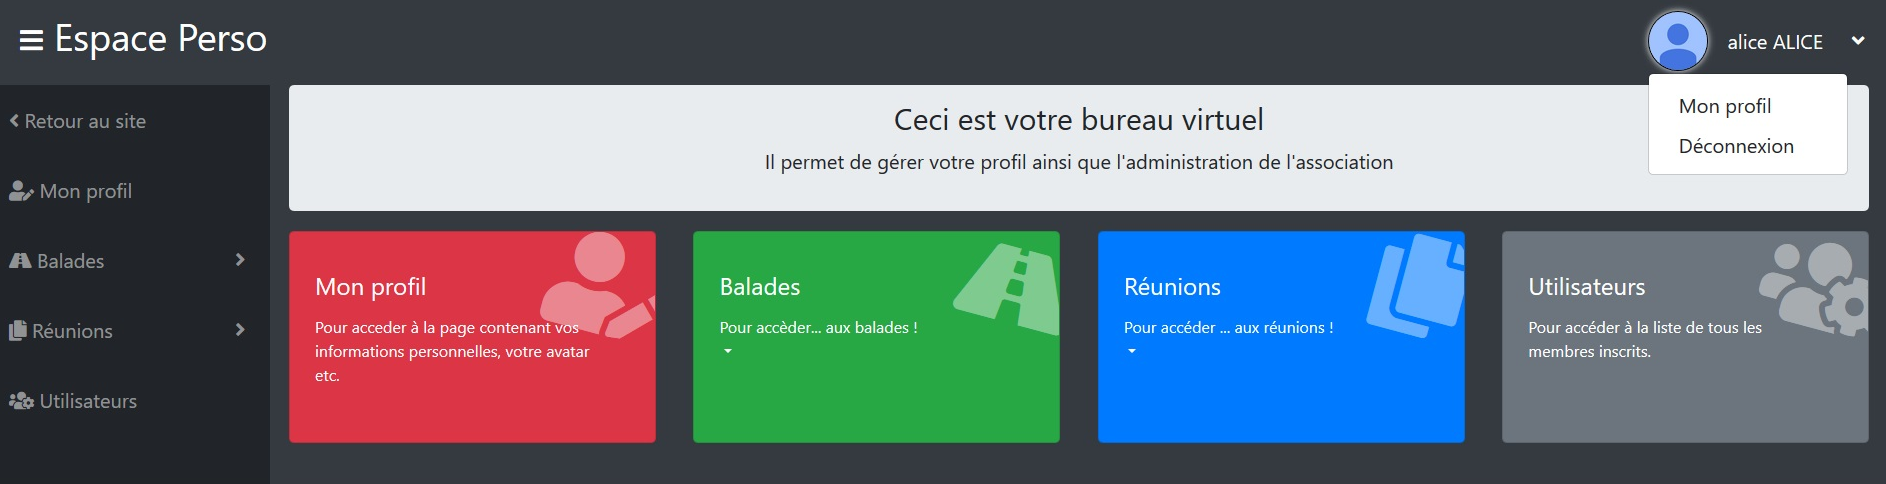 Espace Perso
alice ALICE
Mon profil
Déconnexion
Retour au site
Mon profil
Balades
Réunions
Utilisateurs
Ceci est votre bureau virtuel
Il permet de gérer votre profil ainsi que l'administration de l'association
Mon profil
Pour acceder à la page contenant vos
informations personnelles, votre avatar
etc.
Balades
Pour accèder... aux balades !
Réunions
Pour accéder ... aux réunions !
Utilisateurs
Pour accéder à la liste de tous les
membres inscrits.